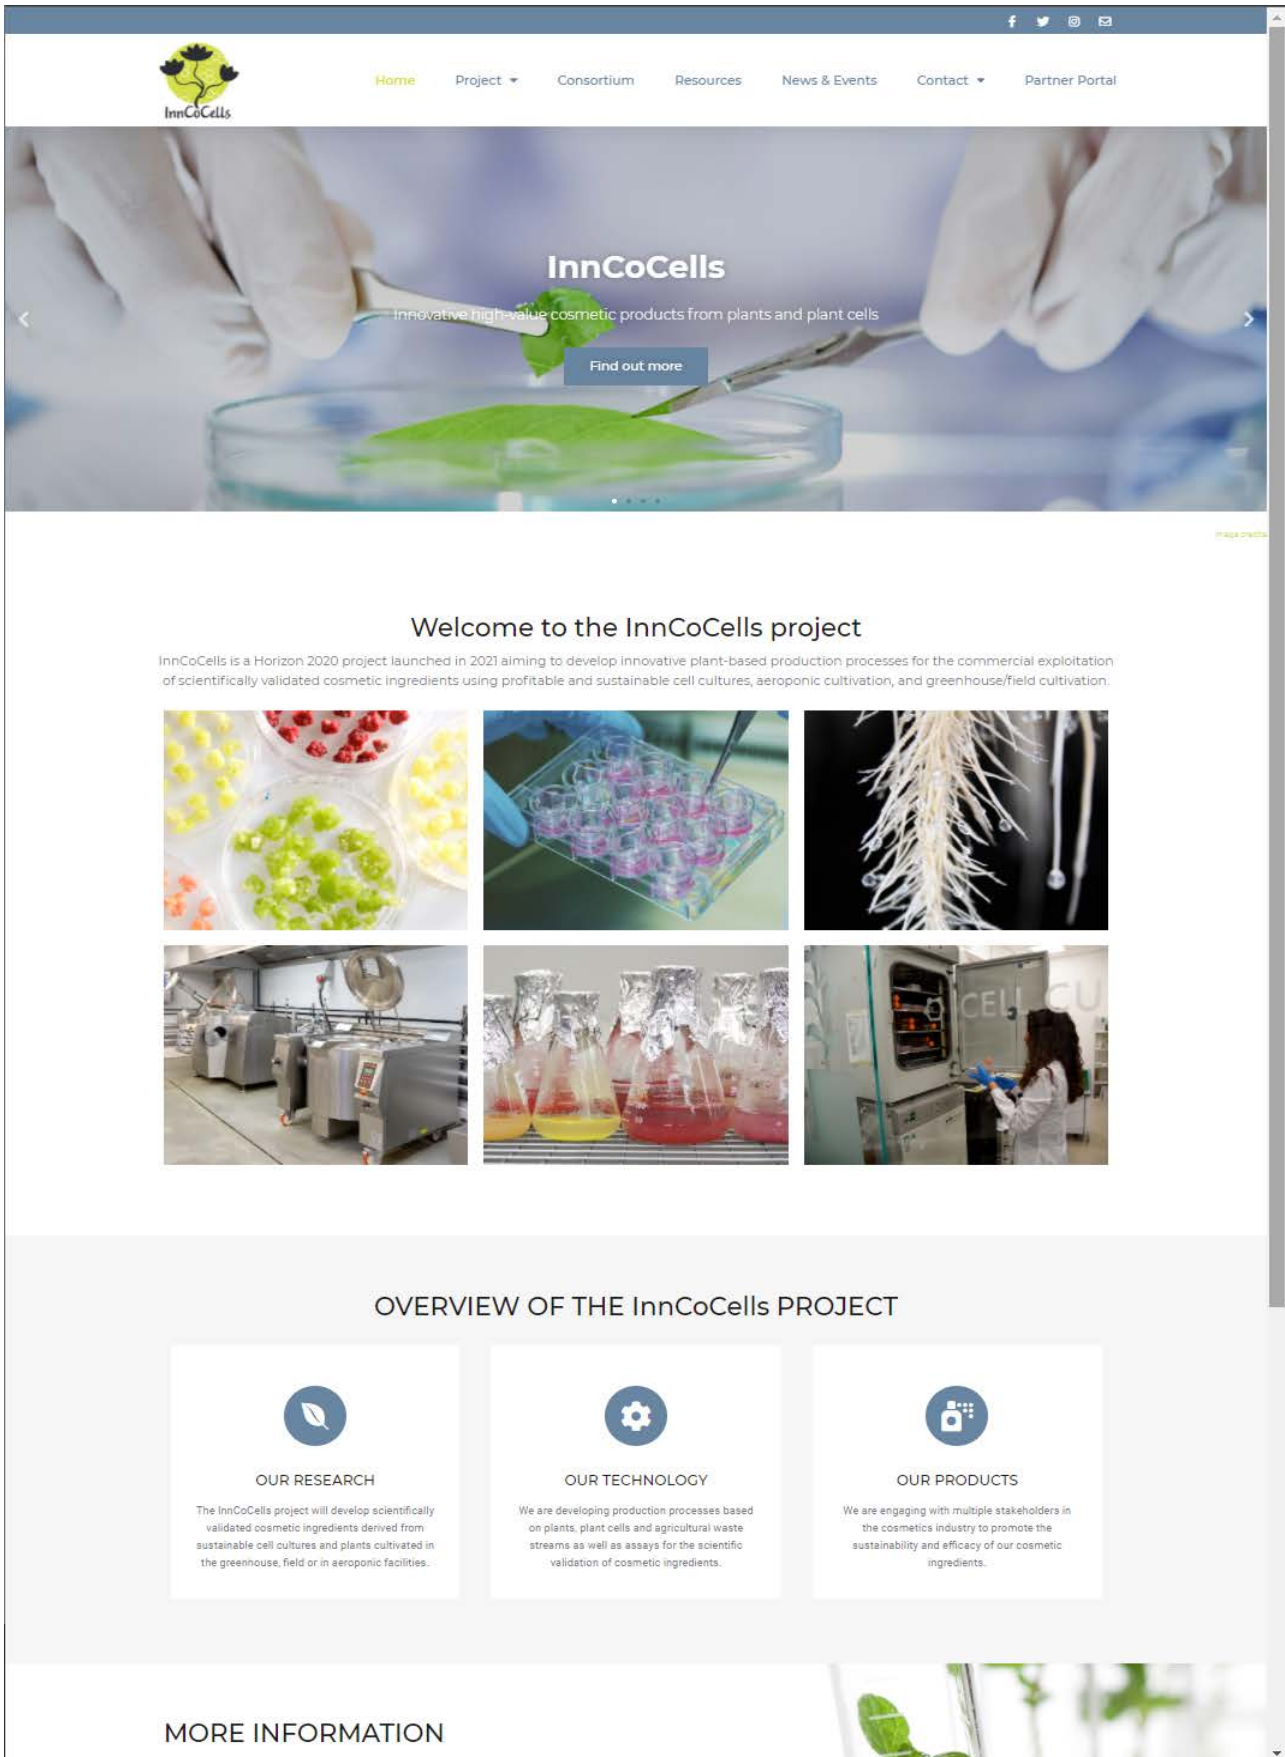 InnCoCells
Home
Project
Consortium
Resources
News & Events
Contact
Partner Portal
InnCoCells
Innovative high-value cosmetic products from plants and plant cells
Find out more
Image credits
Welcome to the InnCoCells project
InnCoCells is a Horizon 2020 project launched in 2021 aiming to develop innovative plant-based production processes for the commercial exploitation
of scientifically validated cosmetic ingredients using profitable and sustainable cell cultures, aeroponic cultivation, and greenhouse/field cultivation.
CELL CU
OVERVIEW OF THE InnCoCells PROJECT
OUR RESEARCH
The InnCoCells project will develop scientifically
validated cosmetic ingredients derived from
sustainable cell cultures and plants cultivated in
the greenhouse, field or in aeroponic facilities.
OUR TECHNOLOGY
We are developing production processes based
on plants, plant cells and agricultural waste
streams as well as assays for the scientific
validation of cosmetic ingredients.
OUR PRODUCTS
We are engaging with multiple stakeholders in
the cosmetics industry to promote the
sustainability and efficacy of our cosmetic
ingredients.
MORE INFORMATION